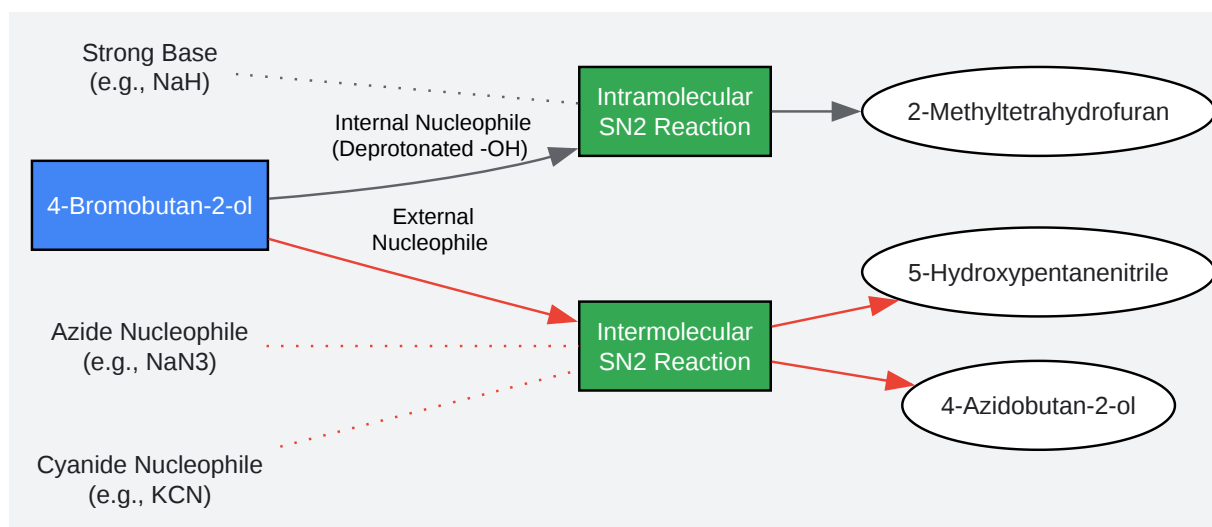 Strong Base
(e.g., NaH)
Intramolecular
SN2 Reaction
2-Methyltetrahydrofuran
Internal Nucleophile
(Deprotonated -OH)
4-Bromobutan-2-ol
External
Nucleophile
5-Hydroxypentanenitrile
Azide Nucleophile
(e.g., NaN3)
Intermolecular
SN2 Reaction
4-Azidobutan-2-ol
Cyanide Nucleophile
(e.g., KCN)